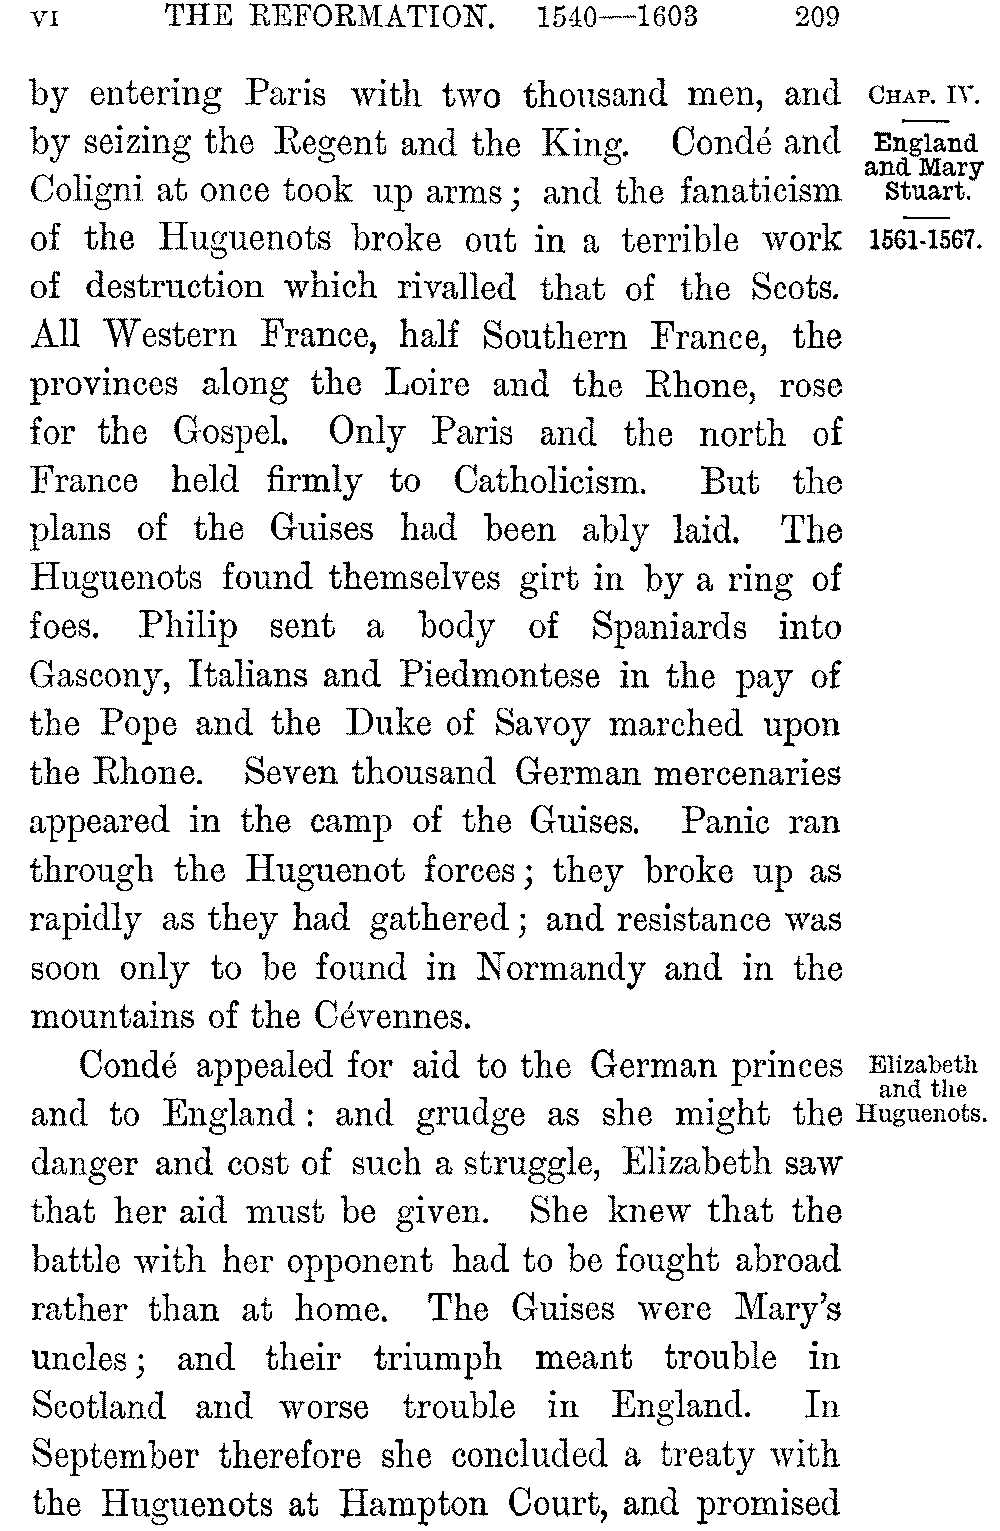 VI THE REFORMATION. 1540—1603 209
by entering Paris with two thousand men, and
by seizing the Regent and the King. Condé and
Coligni at once took up arms; and the fanaticism
of the Huguenots broke out in a terrible work
of destruction which rivalled that of the Scots.
All Western France, half Southern France, the
provinces along the Loire and the Rhone, rose
for the Gospel. Only Paris and the north of
France held firmly to Catholicism. But the
plans of the Guises had been ably laid. The
Huguenots found themselves girt in by a ring of
foes. Philip sent a body of Spaniards into
Gascony, Italians and Piedmontese in the pay of
the Pope and the Duke of Savoy marched upon
the Rhone. Seven thousand German mercenaries
appeared in the camp of the Guises. Panic ran
through the Huguenot forces; they broke up as
rapidly as they had gathered; and resistance was
soon only to be found in Normandy and in the
mountains of the Cévennes.
Condé appealed for aid to the German princes
and to England: and grudge as she might the
danger and cost of such a struggle, Elizabeth saw
that her aid must be given. She knew that the
battle with her opponent had to be fought abroad
rather than at home. The Guises were Mary's
uncles; and their triumph meant trouble in
Scotland and worse trouble in England. In
September therefore she concluded a treaty with
the Huguenots at Hampton Court, and promised
CHAP. IV.
England
and Mary
Stuart.
1561-1567.
Elizabeth
and the
Huguenots.